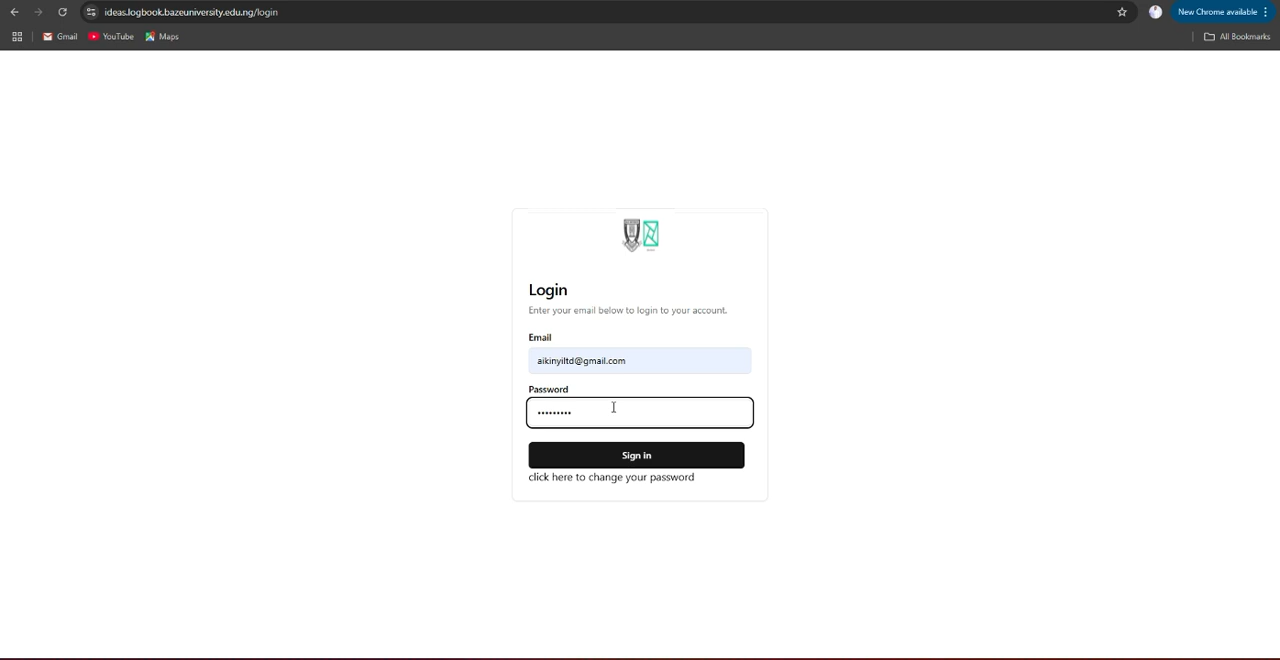 ideas.logbook.bazeuniversity.edu.ng/login
New Chrome available
Gmail
YouTube
Maps
All Bookmarks
Login
Enter your email below to login to your account.
Email
aikinyiltd@gmail.com
Password
•••••••••
Sign in
click here to change your password